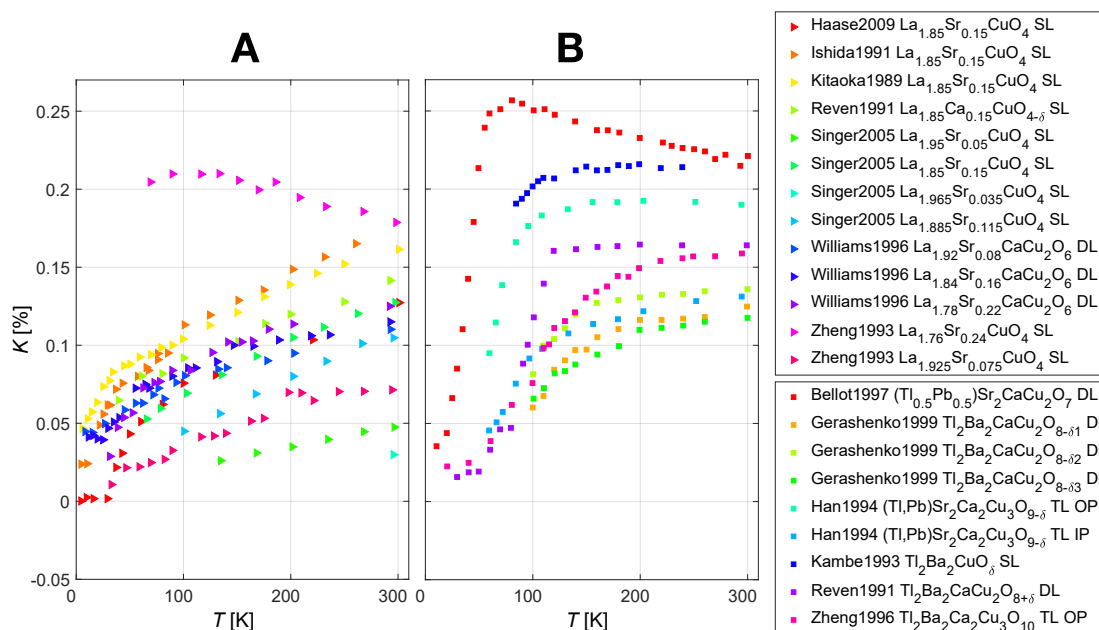 A
B
0.25
0.2
0.15
0.1
0.05
0
-0.05
K [%]
0
100
200
300
T [K]
0
100
200
300
T [K]
Haase2009 La1.85Sr0.15CuO4 SL
Ishida1991 La1.85Sr0.15CuO4 SL
Kitaoka1989 La1.85Sr0.15CuO4 SL
Reven1991 La1.85Ca0.15CuO4-δ SL
Singer2005 La1.95Sr0.05CuO4 SL
Singer2005 La1.85Sr0.15CuO4 SL
Singer2005 La1.965Sr0.035CuO4 SL
Singer2005 La1.885Sr0.115CuO4 SL
Williams1996 La1.92Sr0.08CaCu2O6 DL
Williams1996 La1.84Sr0.16CaCu2O6 DL
Williams1996 La1.78Sr0.22CaCu2O6 DL
Zheng1993 La1.76Sr0.24CuO4 SL
Zheng1993 La1.925Sr0.075CuO4 SL
Bellot1997 (Tl0.5Pb0.5)Sr2CaCu2O7 DL
Gerashenko1999 Tl2Ba2CaCu2O8-δ1 D
Gerashenko1999 Tl2Ba2CaCu2O8-δ2 D
Gerashenko1999 Tl2Ba2CaCu2O8-δ3 D
Han1994 (Tl,Pb)Sr2Ca2Cu3O9-δ TL OP
Han1994 (Tl,Pb)Sr2Ca2Cu3O9-δ TL IP
Kambe1993 Tl2Ba2CuOδ SL
Reven1991 Tl2Ba2CaCu2O8+δ DL
Zheng1996 Tl2Ba2Ca2Cu3O10 TL OP